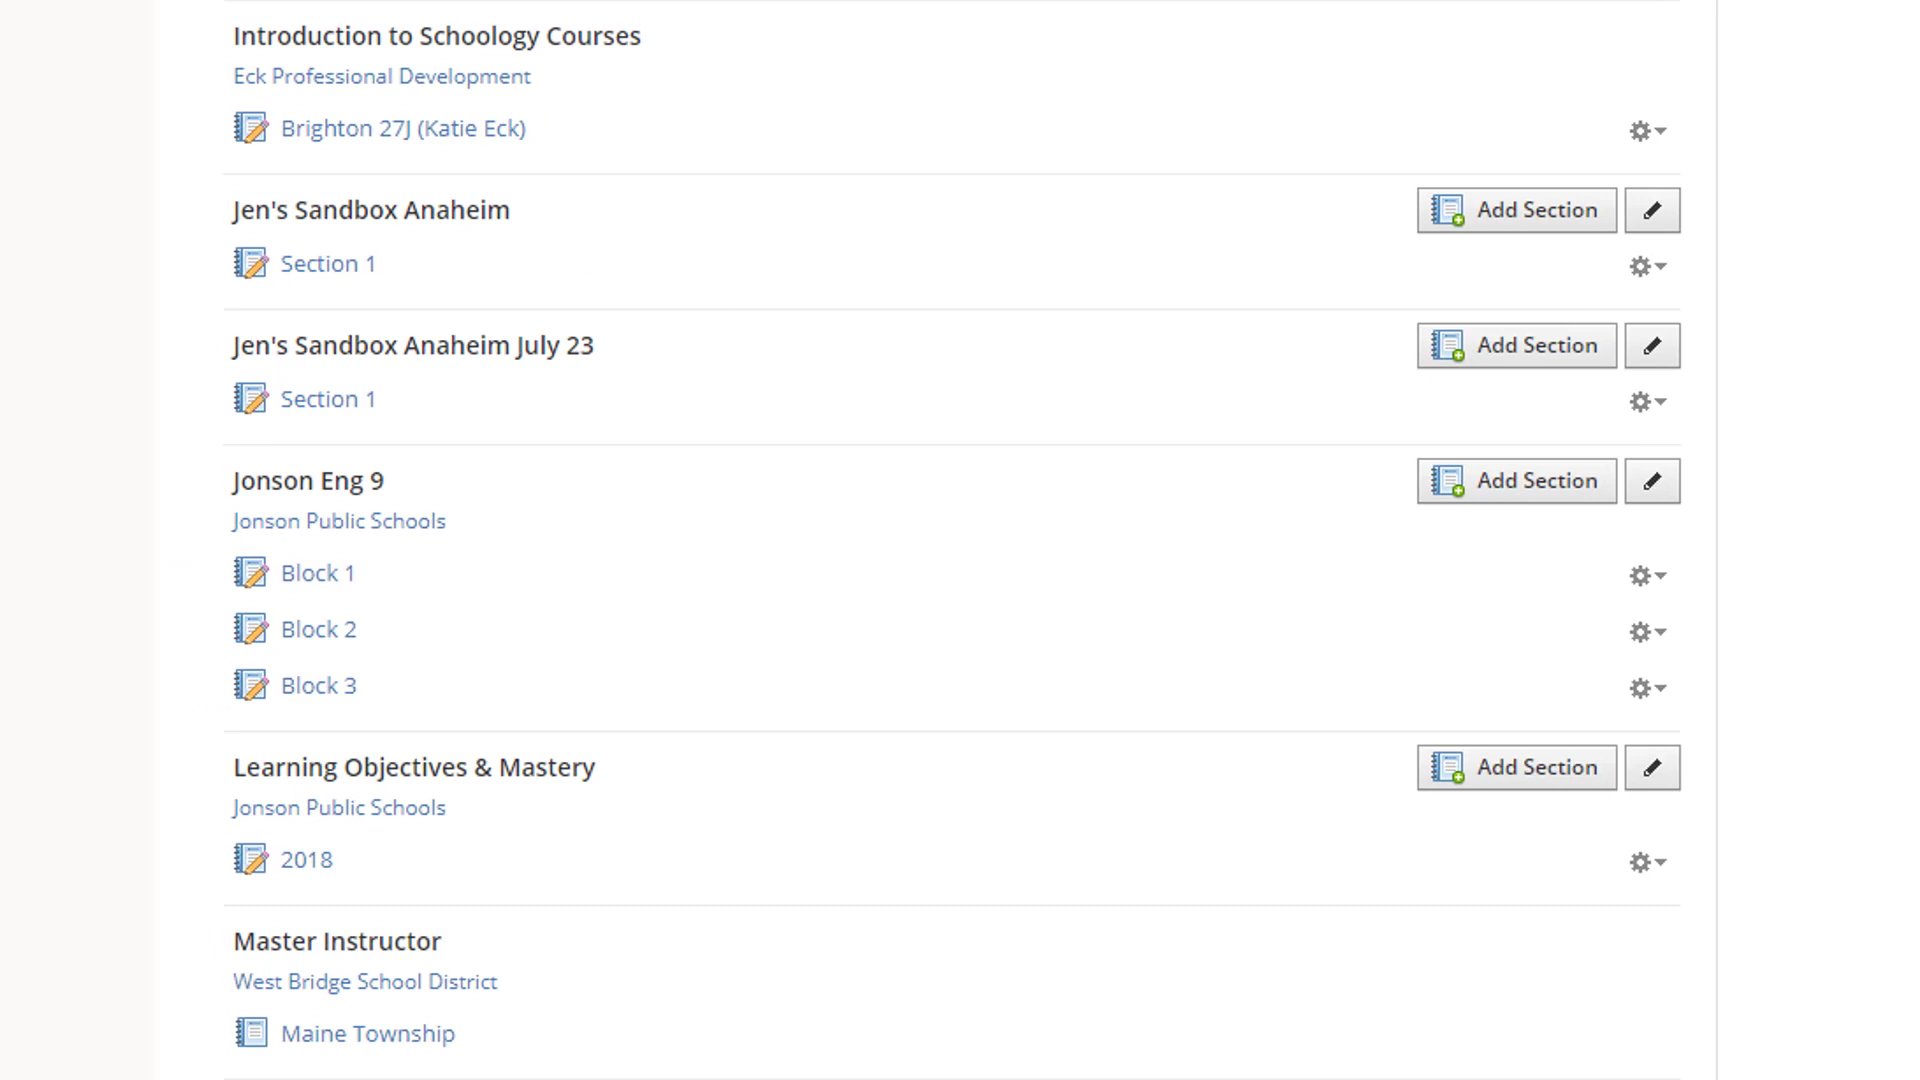 Introduction to Schoology Courses
Eck Professional Development
Brighton 27J (Katie Eck)
Jen's Sandbox Anaheim
Add Section
Section 1
Jen's Sandbox Anaheim July 23
Add Section
Section 1
Jonson Eng 9
Add Section
Jonson Public Schools
Block 1
Block 2
Block 3
Learning Objectives & Mastery
Add Section
Jonson Public Schools
2018
Master Instructor
West Bridge School District
Maine Township